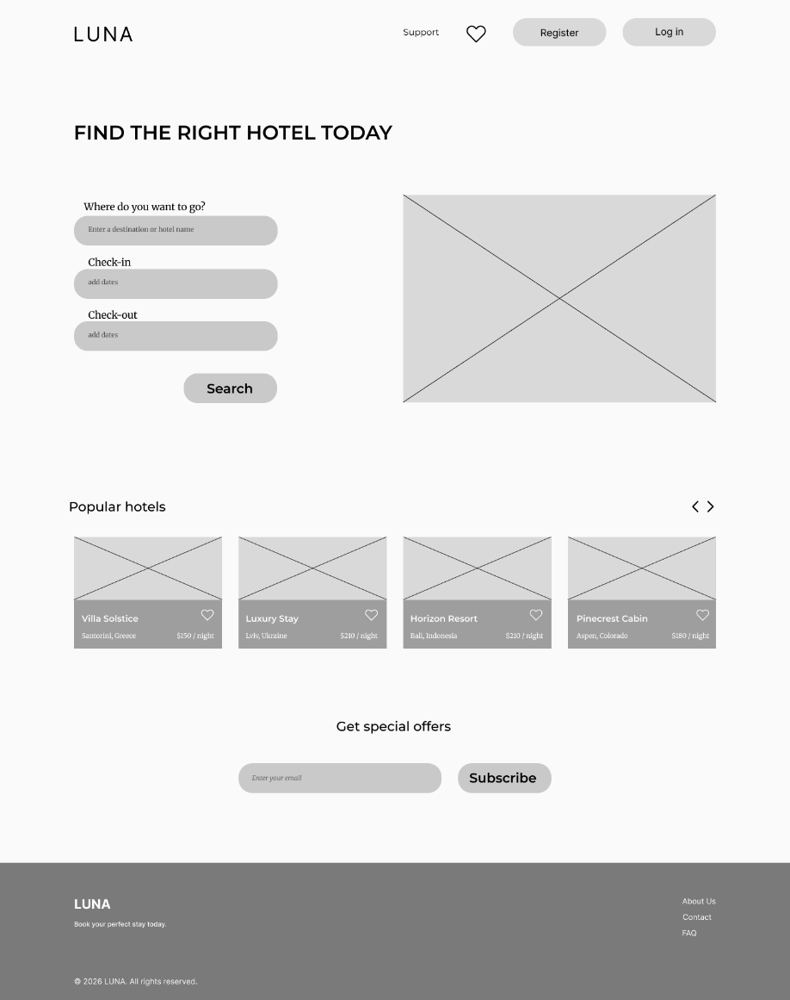 LUNA
Support
Register
Log in
FIND THE RIGHT HOTEL TODAY
Where do you want to go?
Enter a destination or hotel name
Check-in
add dates
Check-out
add dates
Search
Popular hotels
Villa Solstice
Santorini, Greece $150 / night
Luxury Stay
Lviv, Ukraine $210 / night
Horizon Resort
Bali, Indonesia $210 / night
Pinecrest Cabin
Aspen, Colorado $180 / night
Get special offers
Enter your email
Subscribe
LUNA
Book your perfect stay today.
About Us
Contact
FAQ
© 2026 LUNA. All rights reserved.